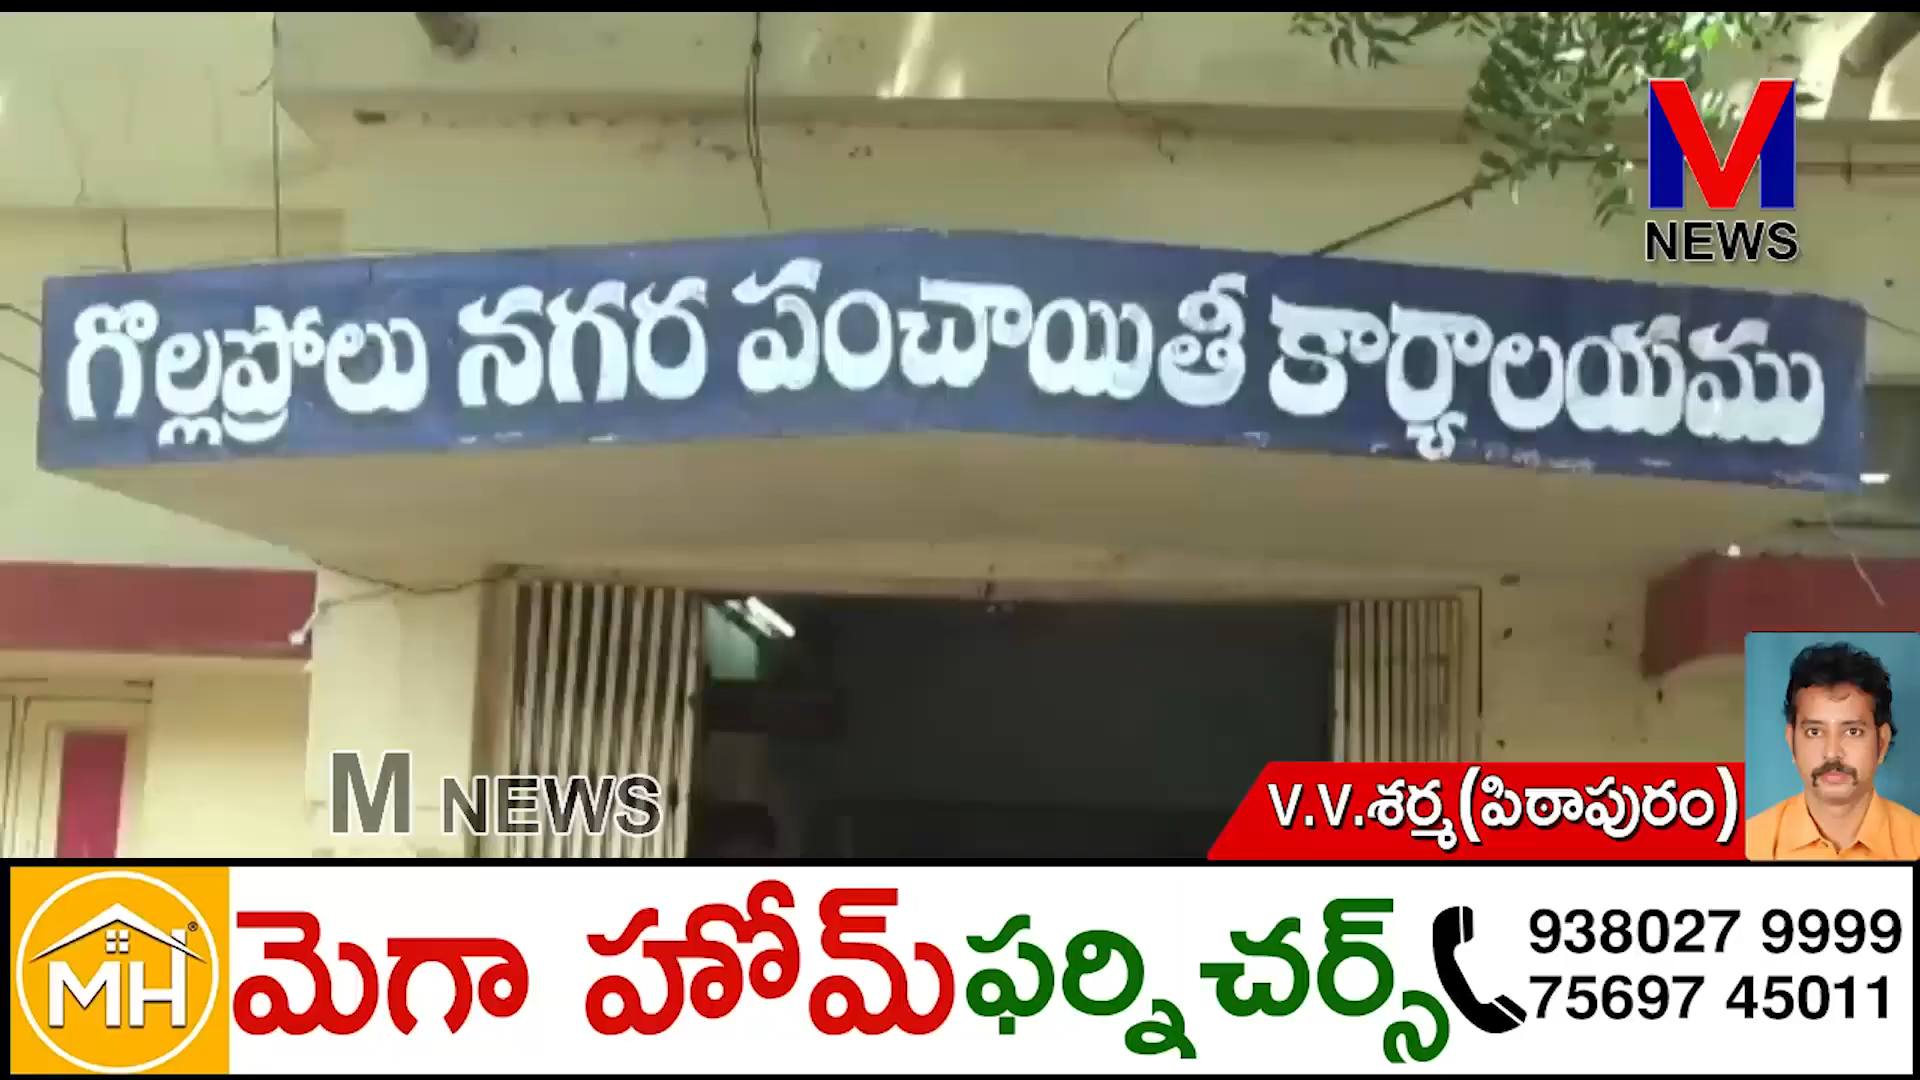 M
NEWS
గొల్లప్రోలు నగర పంచాయితీ కార్యాలయము
M NEWS
V.V.శర్మ(పిఠాపురం)
MH®
మెగా హోమ్ ఫర్నిచర్స్
938027 9999
75697 45011